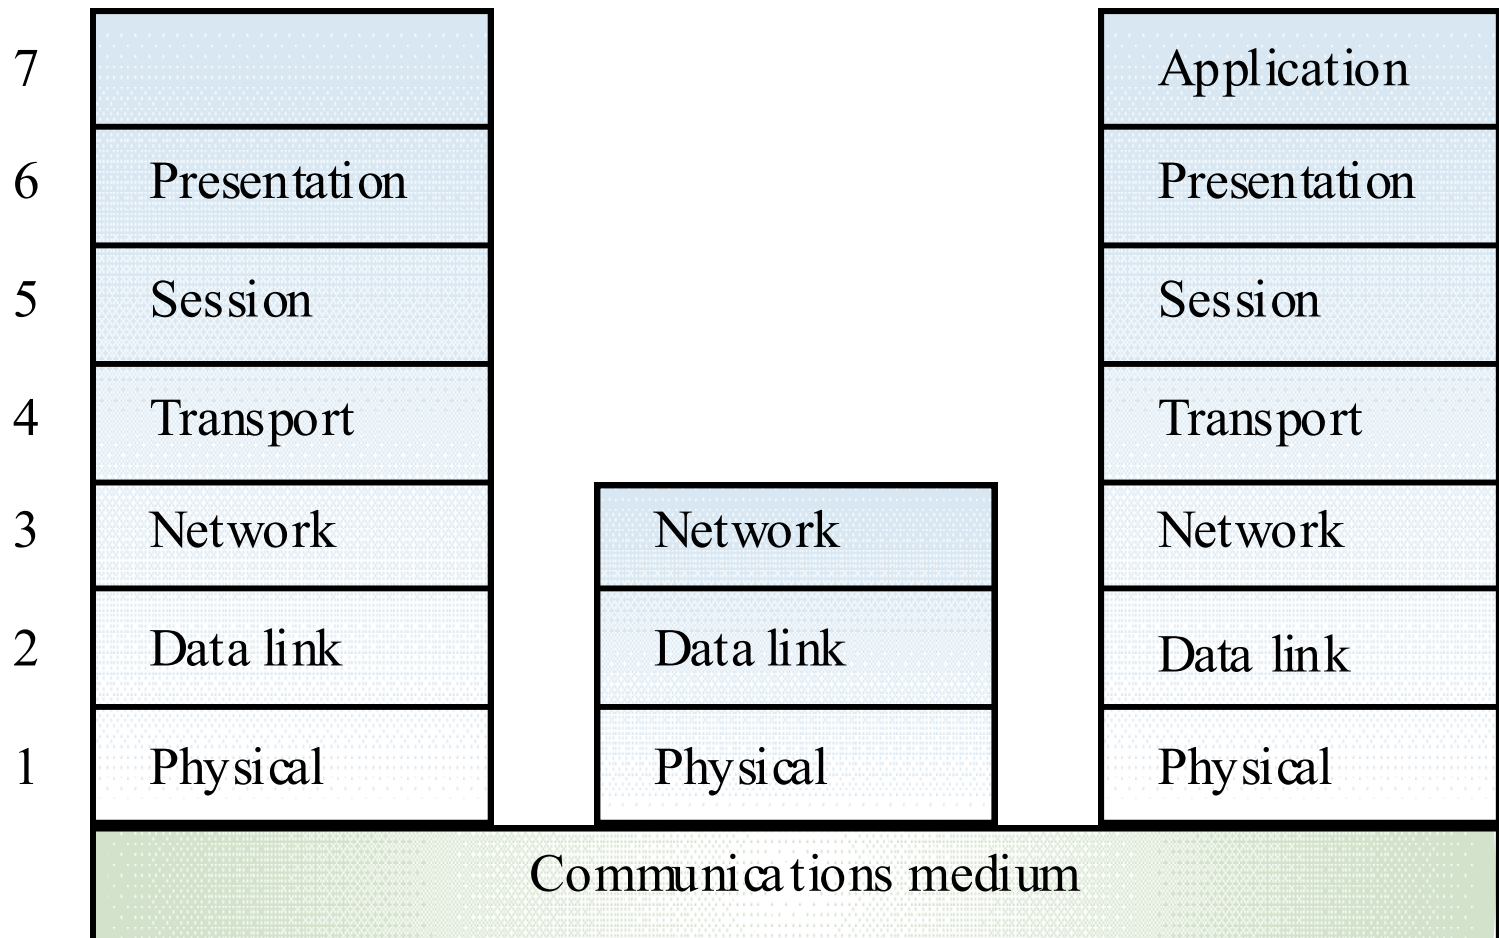 7 Application
6 Presentation Presentation
5 Session Session
4 Transport Transport
3 Network Network Network
2 Data link Data link Data link
1 Physical Physical Physical
Communications medium